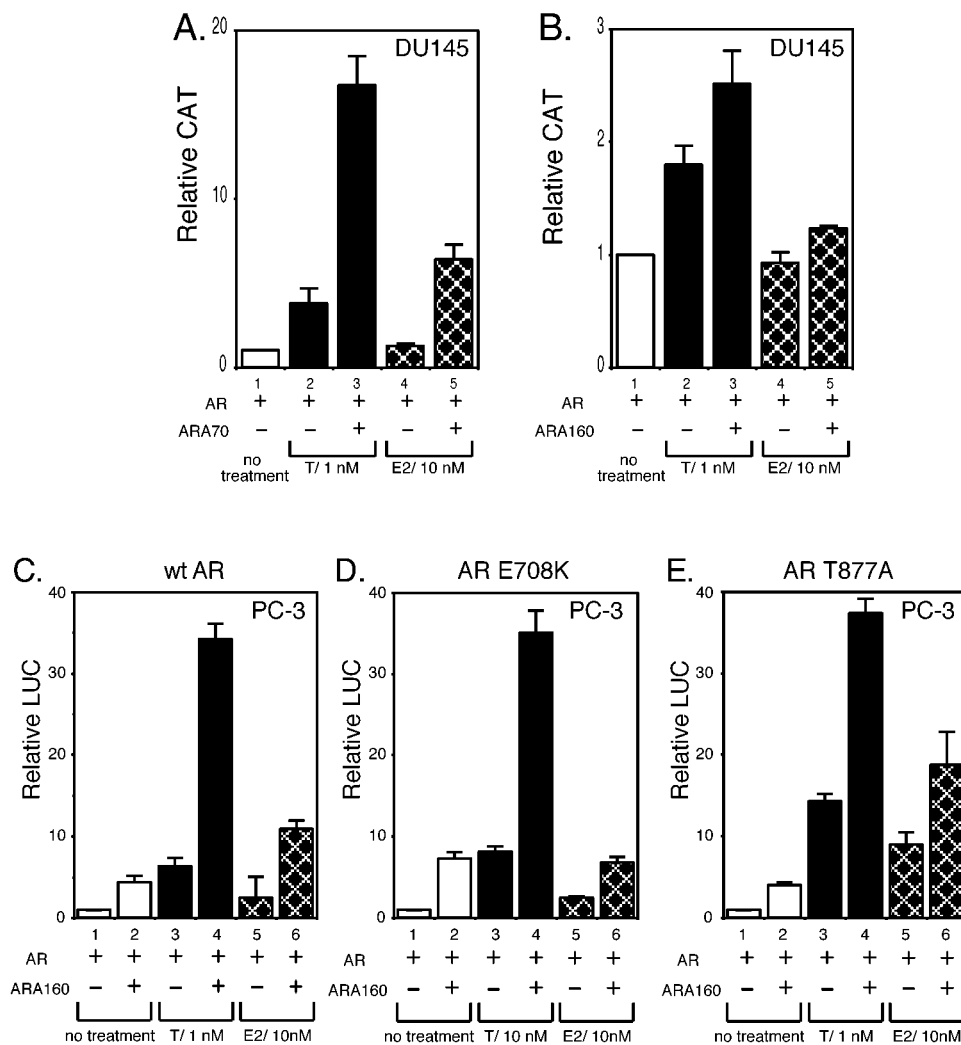 A.
DU145
Relative CAT
20
10
0
1 2 3 4 5
AR + + + + +
ARA70 − − + − +
no treatment T/ 1 nM E2/ 10 nM
B.
DU145
Relative CAT
3
2
1
0
1 2 3 4 5
AR + + + + +
ARA160 − − + − +
no treatment T/ 1 nM E2/ 10 nM
C.
wt AR
PC-3
Relative LUC
40
30
20
10
0
1 2 3 4 5 6
AR + + + + + +
ARA160 − + − + − +
no treatment T/ 1 nM E2/ 10nM
D.
AR E708K
PC-3
Relative LUC
40
30
20
10
0
1 2 3 4 5 6
AR + + + + + +
ARA160 − + − + − +
no treatment T/ 10 nM E2/ 10nM
E.
AR T877A
PC-3
Relative LUC
40
30
20
10
0
1 2 3 4 5 6
AR + + + + + +
ARA160 − + − + − +
no treatment T/ 1 nM E2/ 10nM